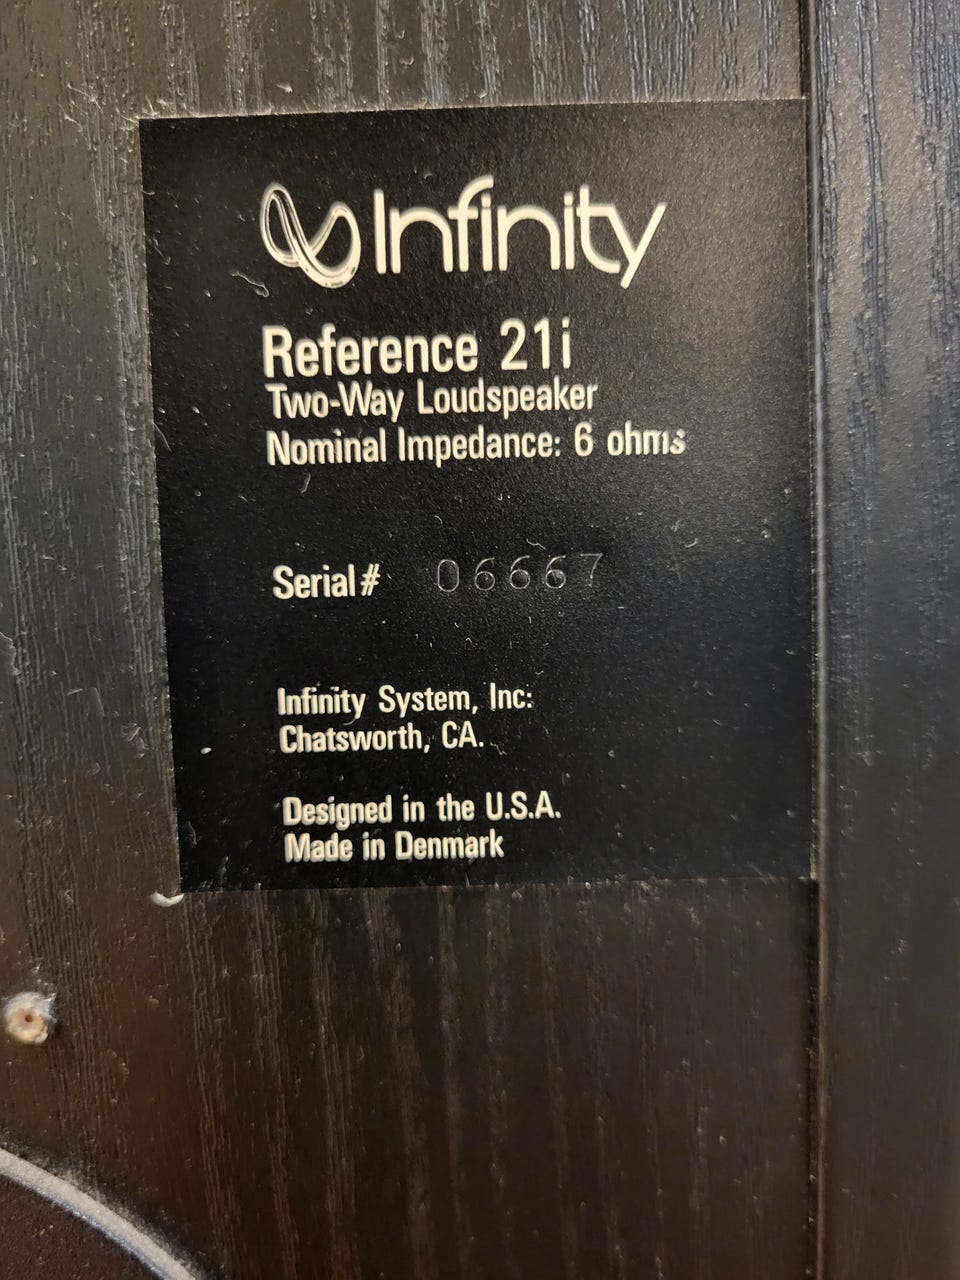 Infinity
Reference 21i
Two-Way Loudspeaker
Nominal Impedance: 6 ohms
Serial# 06667
Infinity System, Inc:
Chatsworth, CA.
Designed in the U.S.A.
Made in Denmark